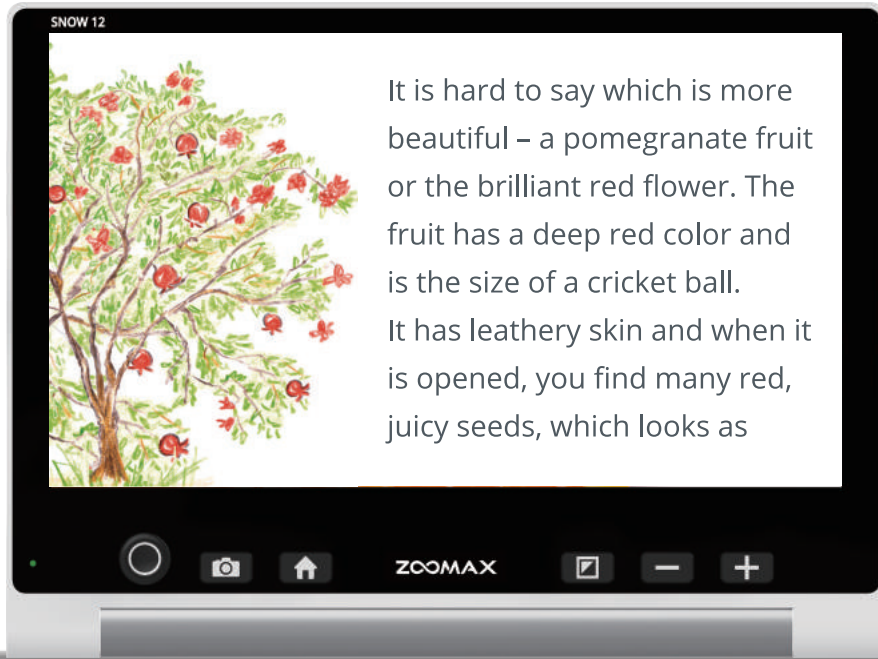 SNOW 12
It is hard to say which is more
beautiful – a pomegranate fruit
or the brilliant red flower. The
fruit has a deep red color and
is the size of a cricket ball.
It has leathery skin and when it
is opened, you find many red,
juicy seeds, which looks as
ZOOMAX